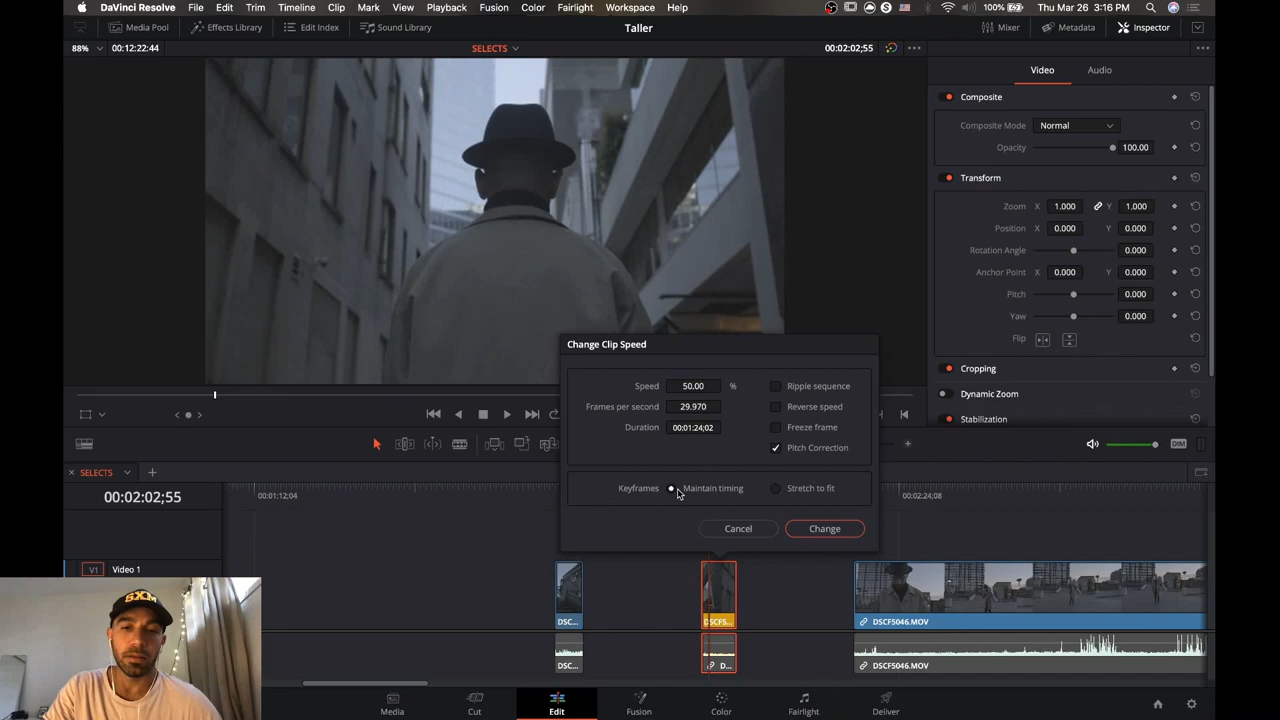 DaVinci Resolve File Edit Trim Timeline Clip Mark View Playback Fusion Color Fairlight Workspace Help 100% Thu Mar 26 3:16 PM
Media Pool Effects Library Edit Index Sound Library Taller Mixer Metadata Inspector
88% 00:12:22:44 SELECTS 00:02:02;55
Video Audio
Composite
Composite Mode Normal
Opacity 100.00
Transform
Zoom X 1.000 Y 1.000
Position X 0.000 Y 0.000
Rotation Angle 0.000
Anchor Point X 0.000 Y 0.000
Pitch 0.000
Yaw 0.000
Flip
Cropping
Dynamic Zoom
Stabilization
Change Clip Speed
Speed 50.00 % Ripple sequence
Frames per second 29.970 Reverse speed
Duration 00:01:24;02 Freeze frame
Pitch Correction
Keyframes Maintain timing Stretch to fit
Cancel Change
DIM
SELECTS
00:02:02;55 00:01:12;04 00:02:24;08
V1 Video 1
DSC... DSCF5... DSCF5046.MOV
DSC... D... DSCF5046.MOV
SXM
Media Cut Edit Fusion Color Fairlight Deliver